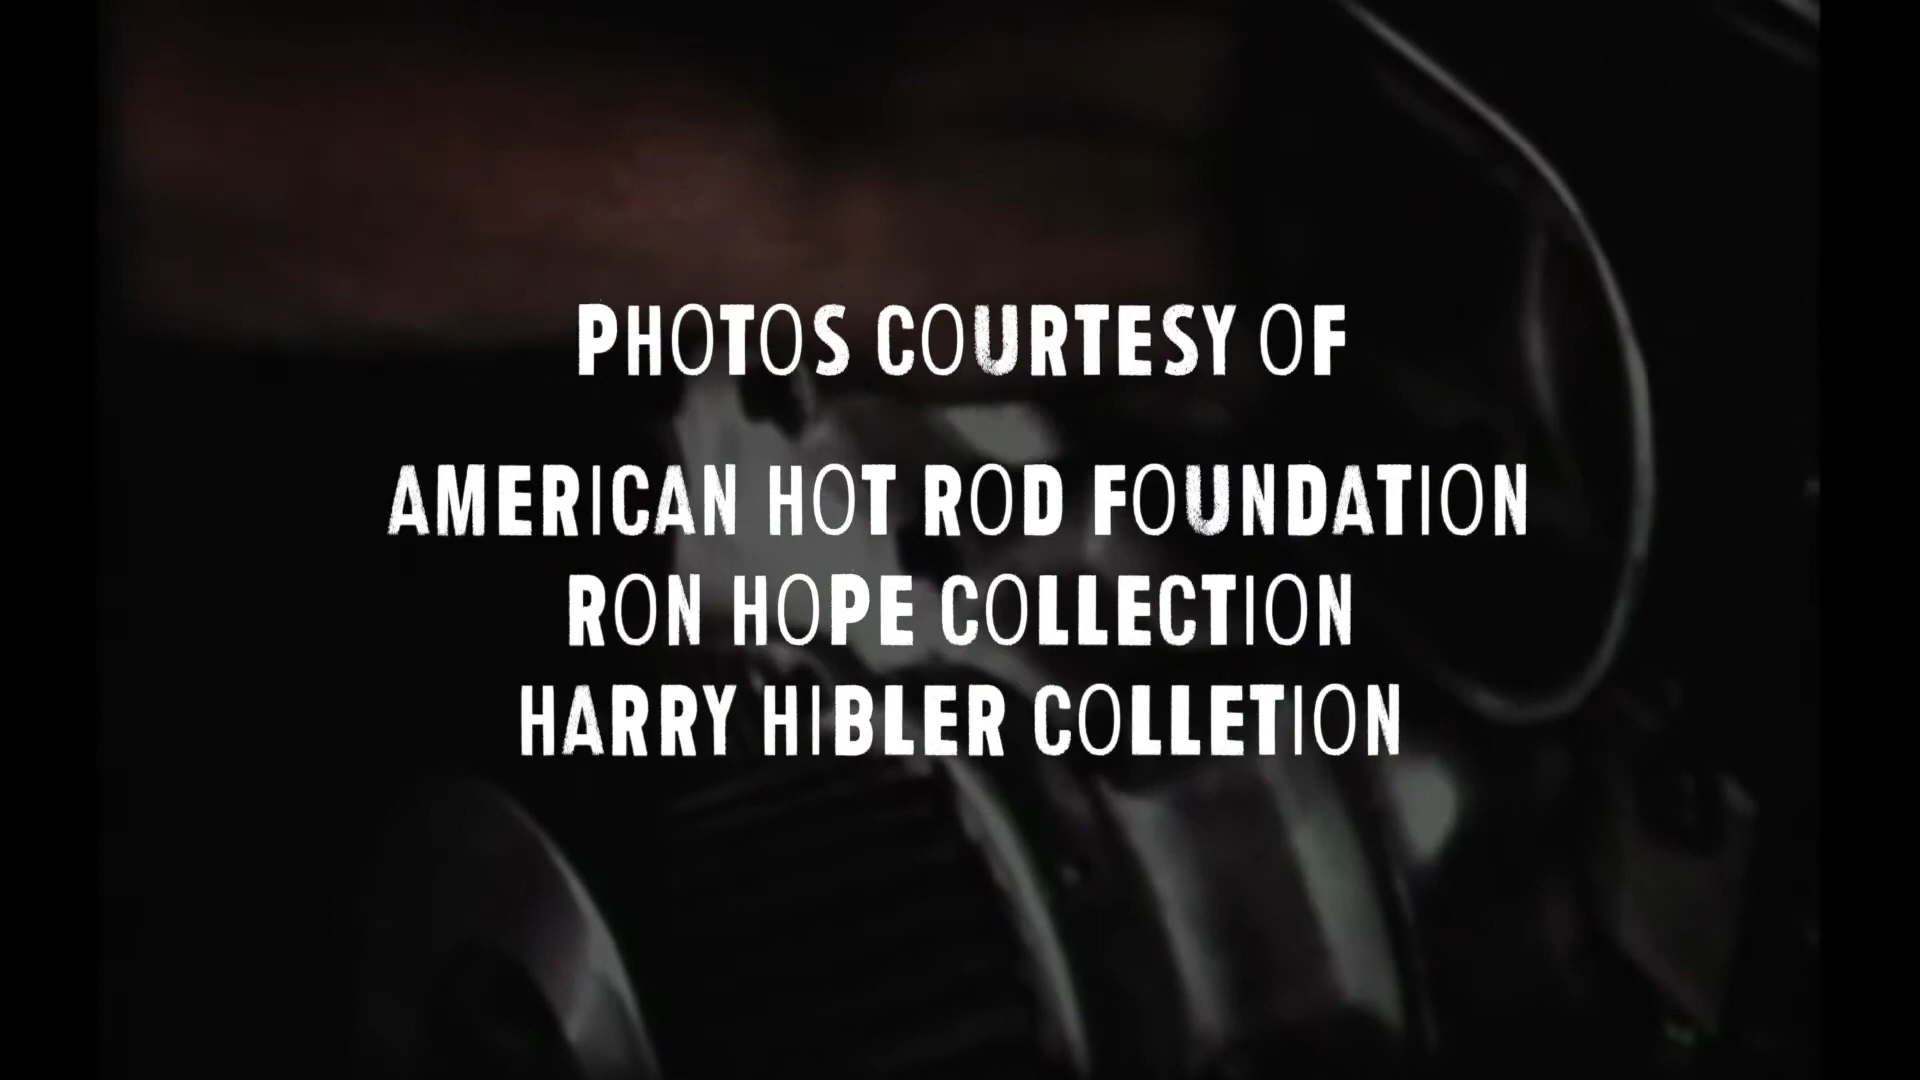 PHOTOS COURTESY OF
AMERICAN HOT ROD FOUNDATION
RON HOPE COLLECTION
HARRY HIBLER COLLETION